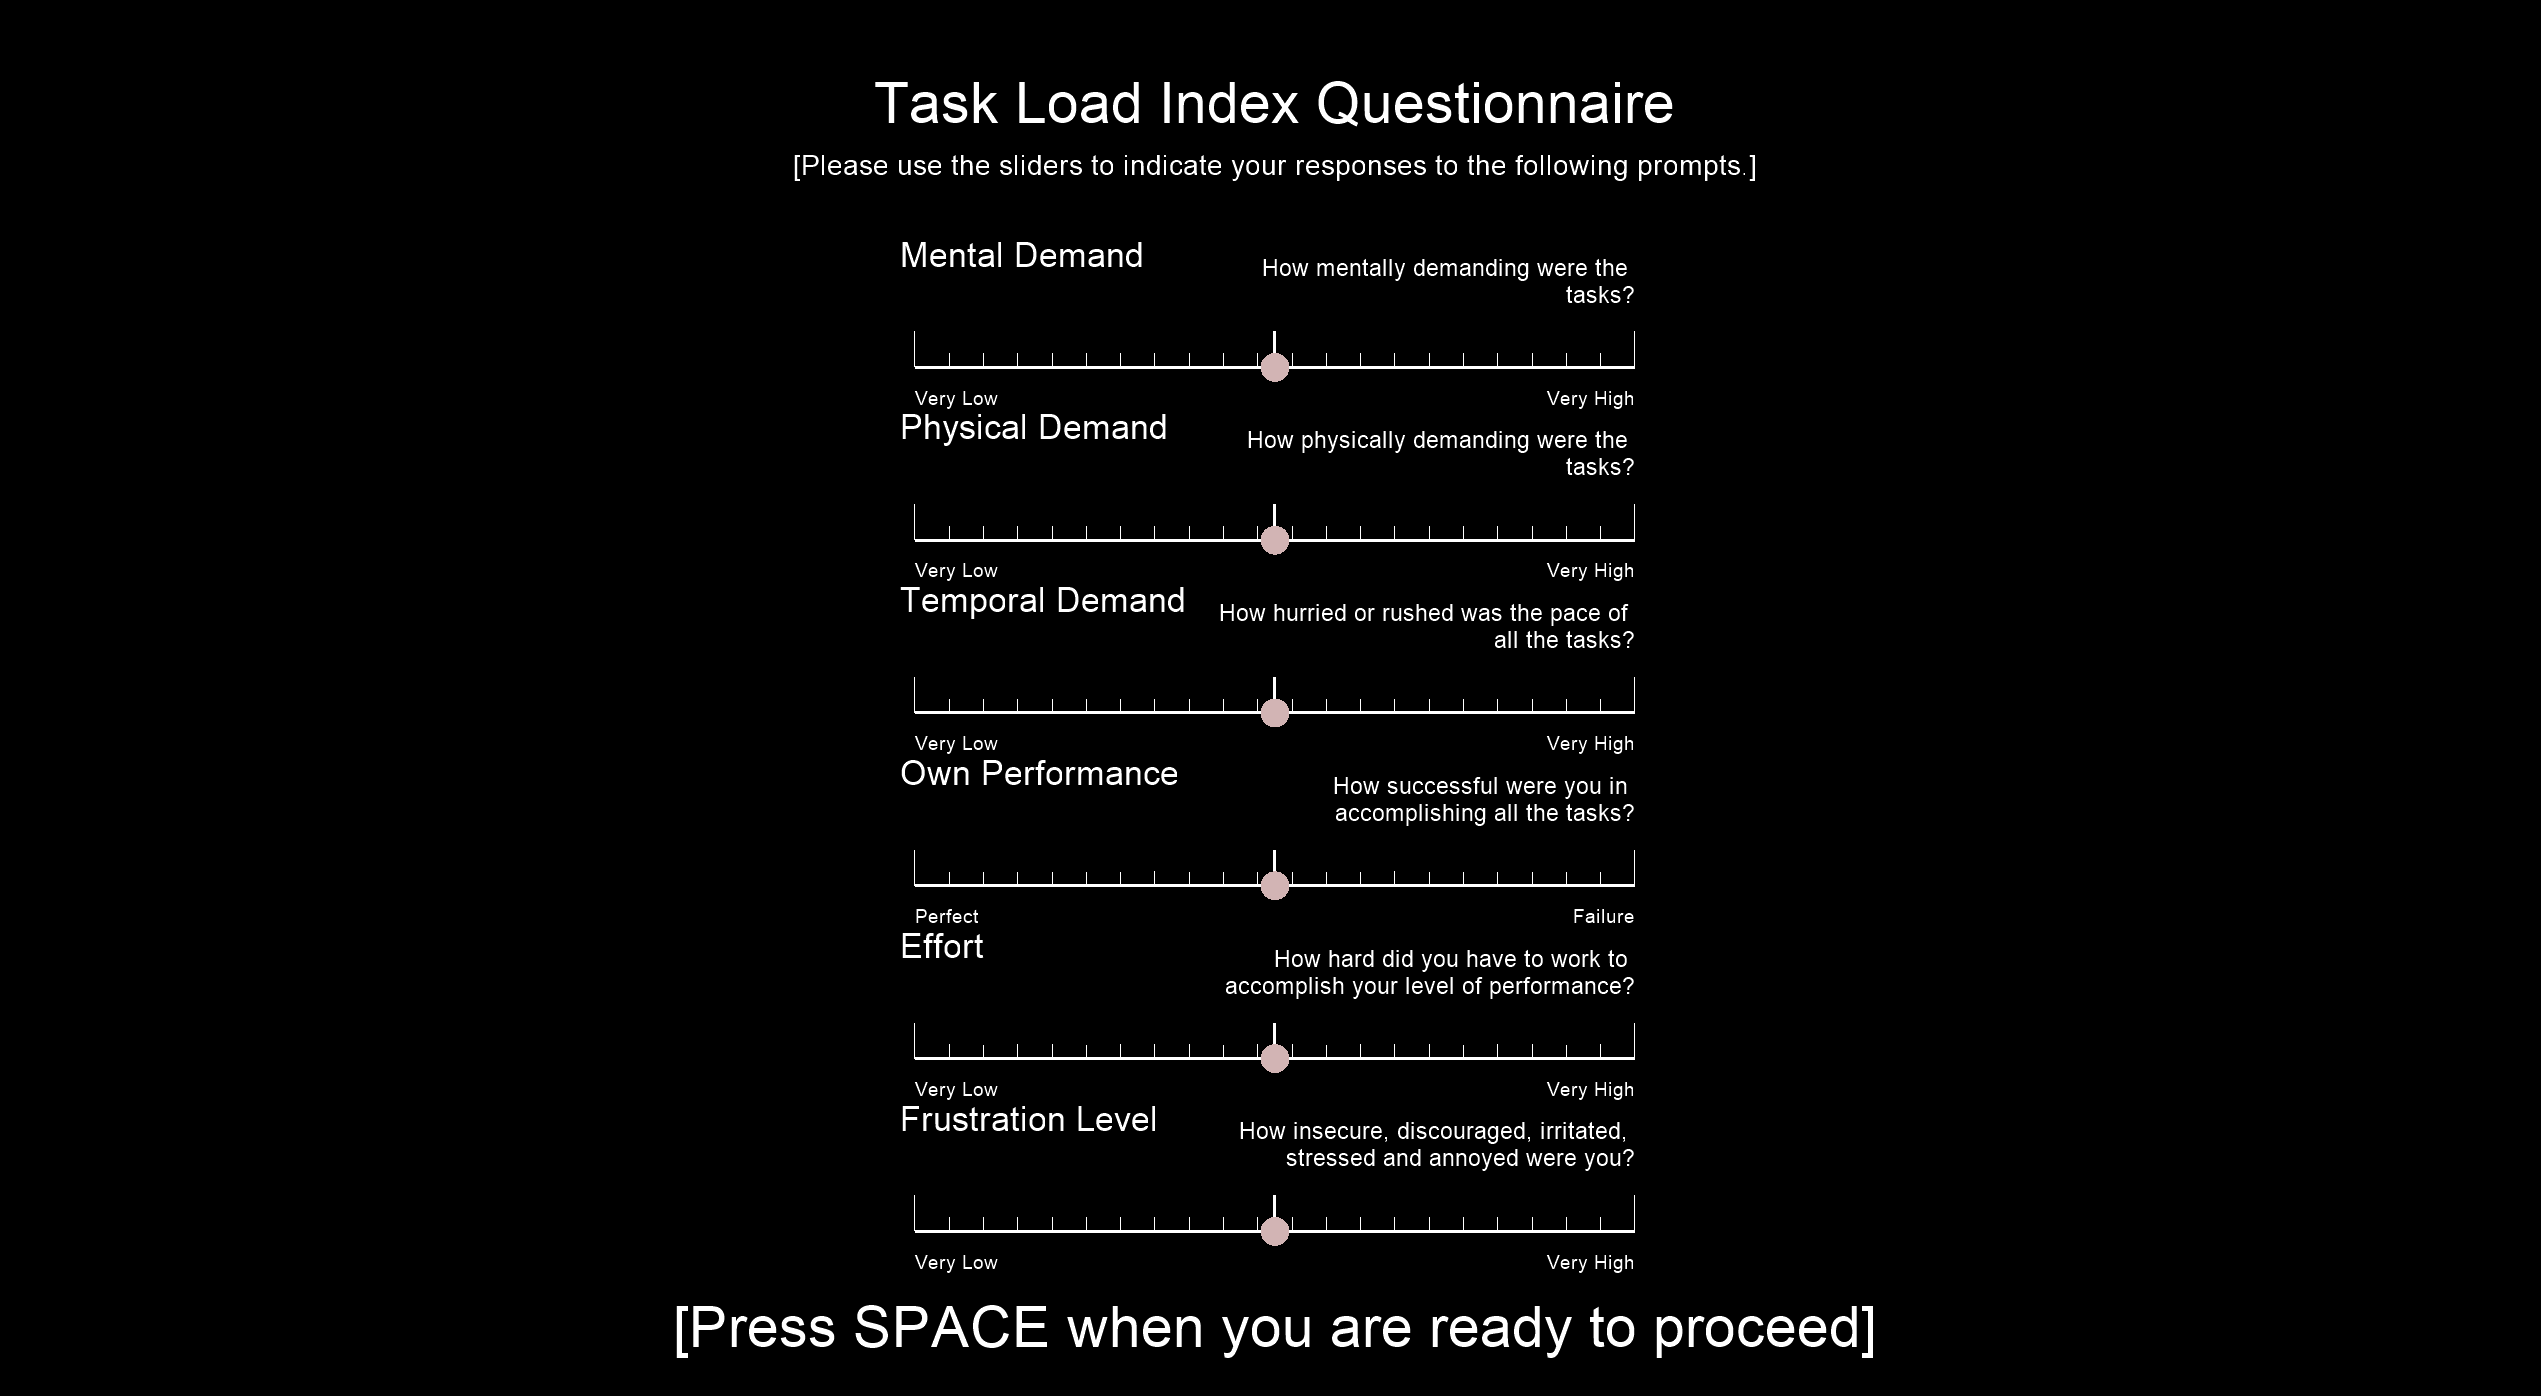 Task Load Index Questionnaire
[Please use the sliders to indicate your responses to the following prompts.]
Mental Demand
How mentally demanding were the
tasks?
Very Low
Very High
Physical Demand
How physically demanding were the
tasks?
Very Low
Very High
Temporal Demand
How hurried or rushed was the pace of
all the tasks?
Very Low
Very High
Own Performance
How successful were you in
accomplishing all the tasks?
Perfect
Failure
Effort
How hard did you have to work to
accomplish your level of performance?
Very Low
Very High
Frustration Level
How insecure, discouraged, irritated,
stressed and annoyed were you?
Very Low
Very High
[Press SPACE when you are ready to proceed]